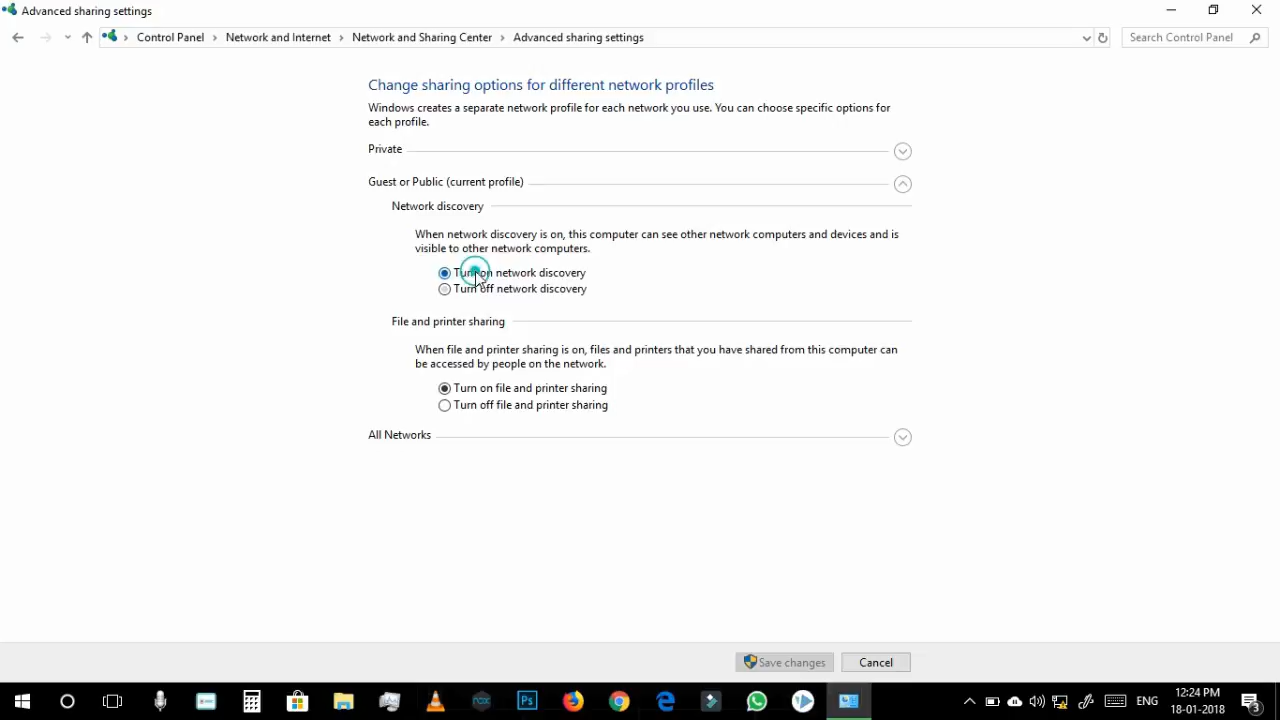 Advanced sharing settings
Control Panel > Network and Internet > Network and Sharing Center > Advanced sharing settings
Search Control Panel
Change sharing options for different network profiles
Windows creates a separate network profile for each network you use. You can choose specific options for
each profile.
Private
Guest or Public (current profile)
Network discovery
When network discovery is on, this computer can see other network computers and devices and is
visible to other network computers.
Turn on network discovery
Turn off network discovery
File and printer sharing
When file and printer sharing is on, files and printers that you have shared from this computer can
be accessed by people on the network.
Turn on file and printer sharing
Turn off file and printer sharing
All Networks
Save changes
Cancel
nox
Ps
ENG
12:24 PM
18-01-2018
3